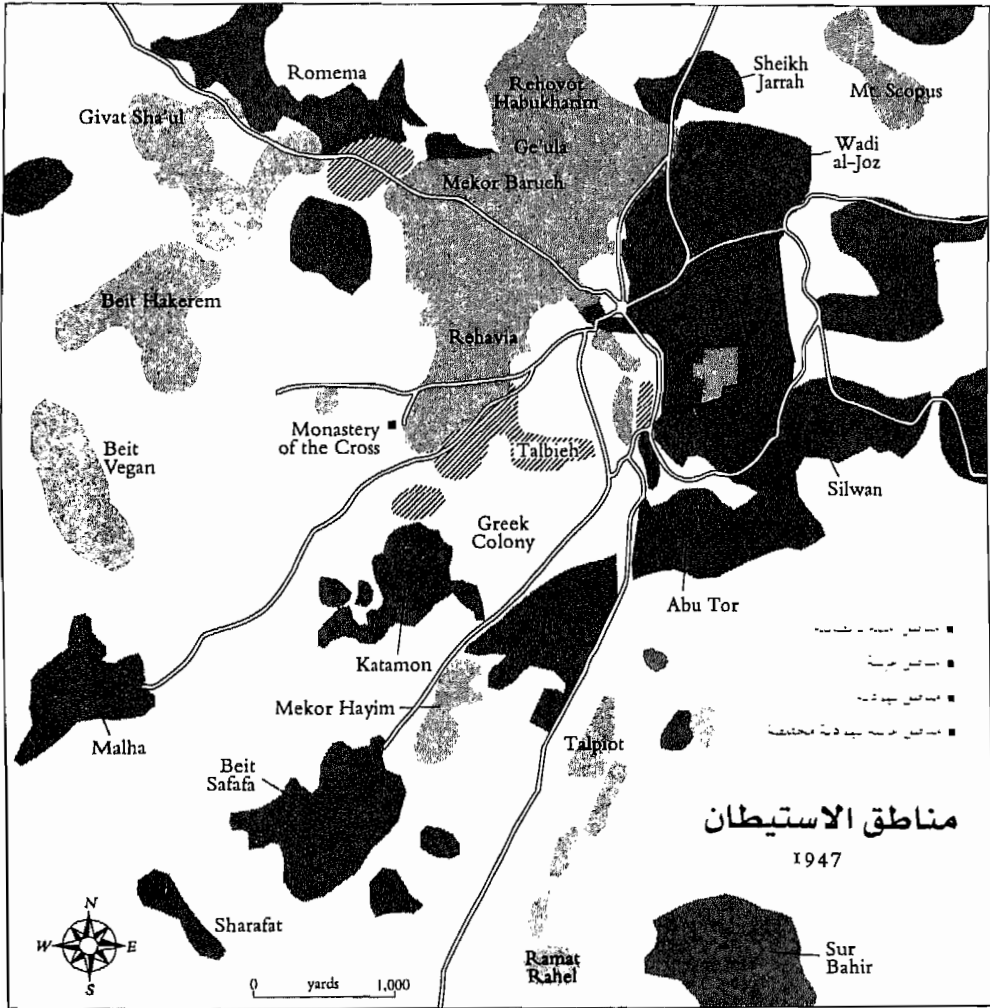 Romema
Sheikh
Jarrah
Rehovot
Habukharim
Mt. Scopus
Givat Sha'ul
Ge'ula
Wadi
al-Joz
Mekor Baruch
Beit Hakerem
Rehavia
Monastery
of the Cross
Talbieh
Beit
Vegan
Silwan
Greek
Colony
Abu Tor
Katamon
Mekor Hayim
Malha
Talpiot
Beit
Safafa
مناطق الاستيطان
1947
Sharafat
N
W E
S
0 yards 1,000
Ramat
Rahel
Sur
Bahir